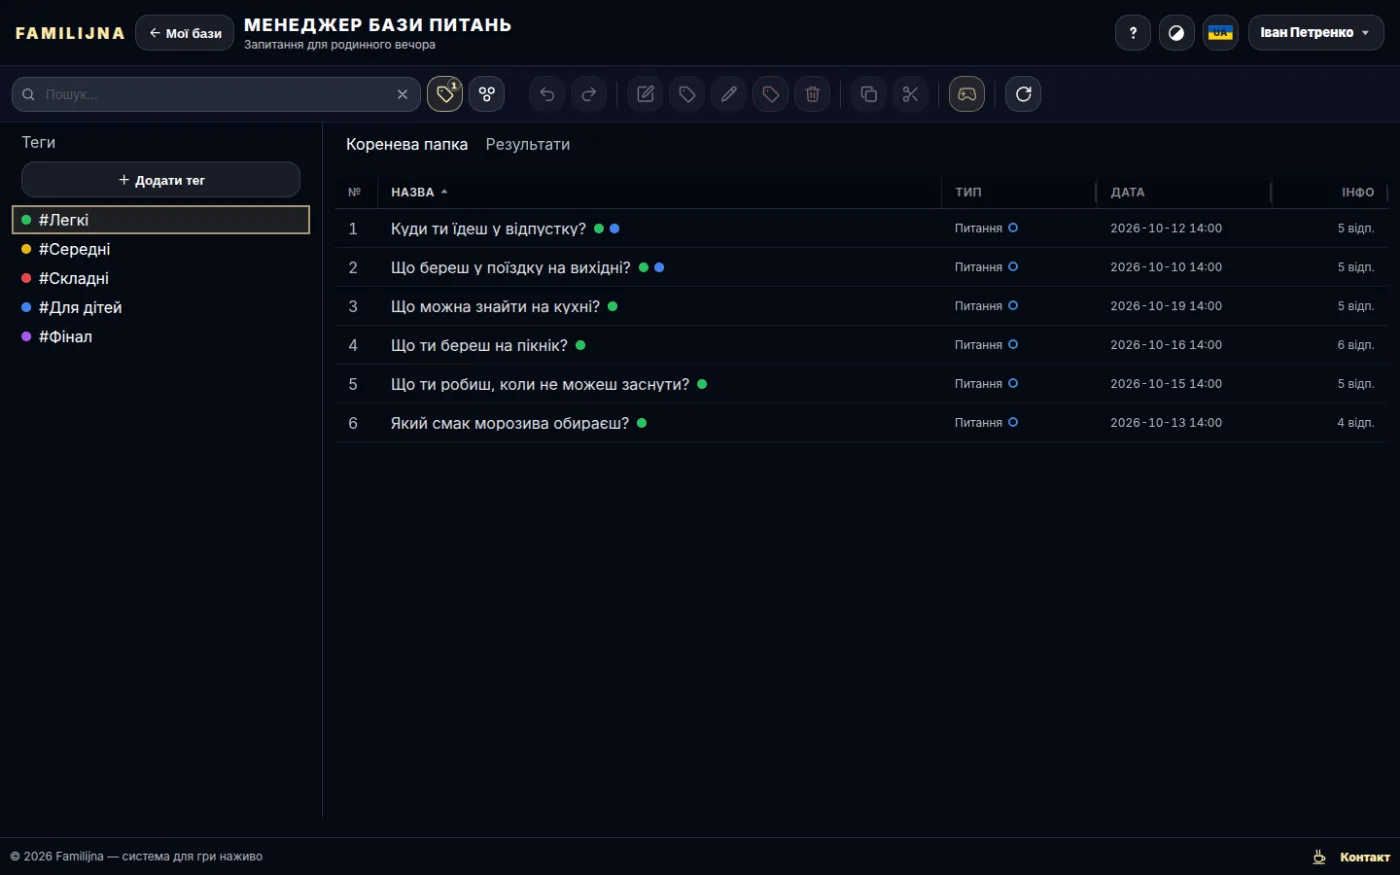 FAMILIJNA
← Мої бази
МЕНЕДЖЕР БАЗИ ПИТАНЬ
Запитання для родинного вечора
?
UA
Іван Петренко
Пошук...
1
Теги
+ Додати тег
#Легкі
#Середні
#Складні
#Для дітей
#Фінал
Коренева папка Результати
№ НАЗВА ТИП ДАТА ІНФО
1 Куди ти їдеш у відпустку? Питання 2026-10-12 14:00 5 відп.
2 Що береш у поїздку на вихідні? Питання 2026-10-10 14:00 5 відп.
3 Що можна знайти на кухні? Питання 2026-10-19 14:00 5 відп.
4 Що ти береш на пікнік? Питання 2026-10-16 14:00 6 відп.
5 Що ти робиш, коли не можеш заснути? Питання 2026-10-15 14:00 5 відп.
6 Який смак морозива обираєш? Питання 2026-10-13 14:00 4 відп.
© 2026 Familijna — система для гри наживо
Контакт